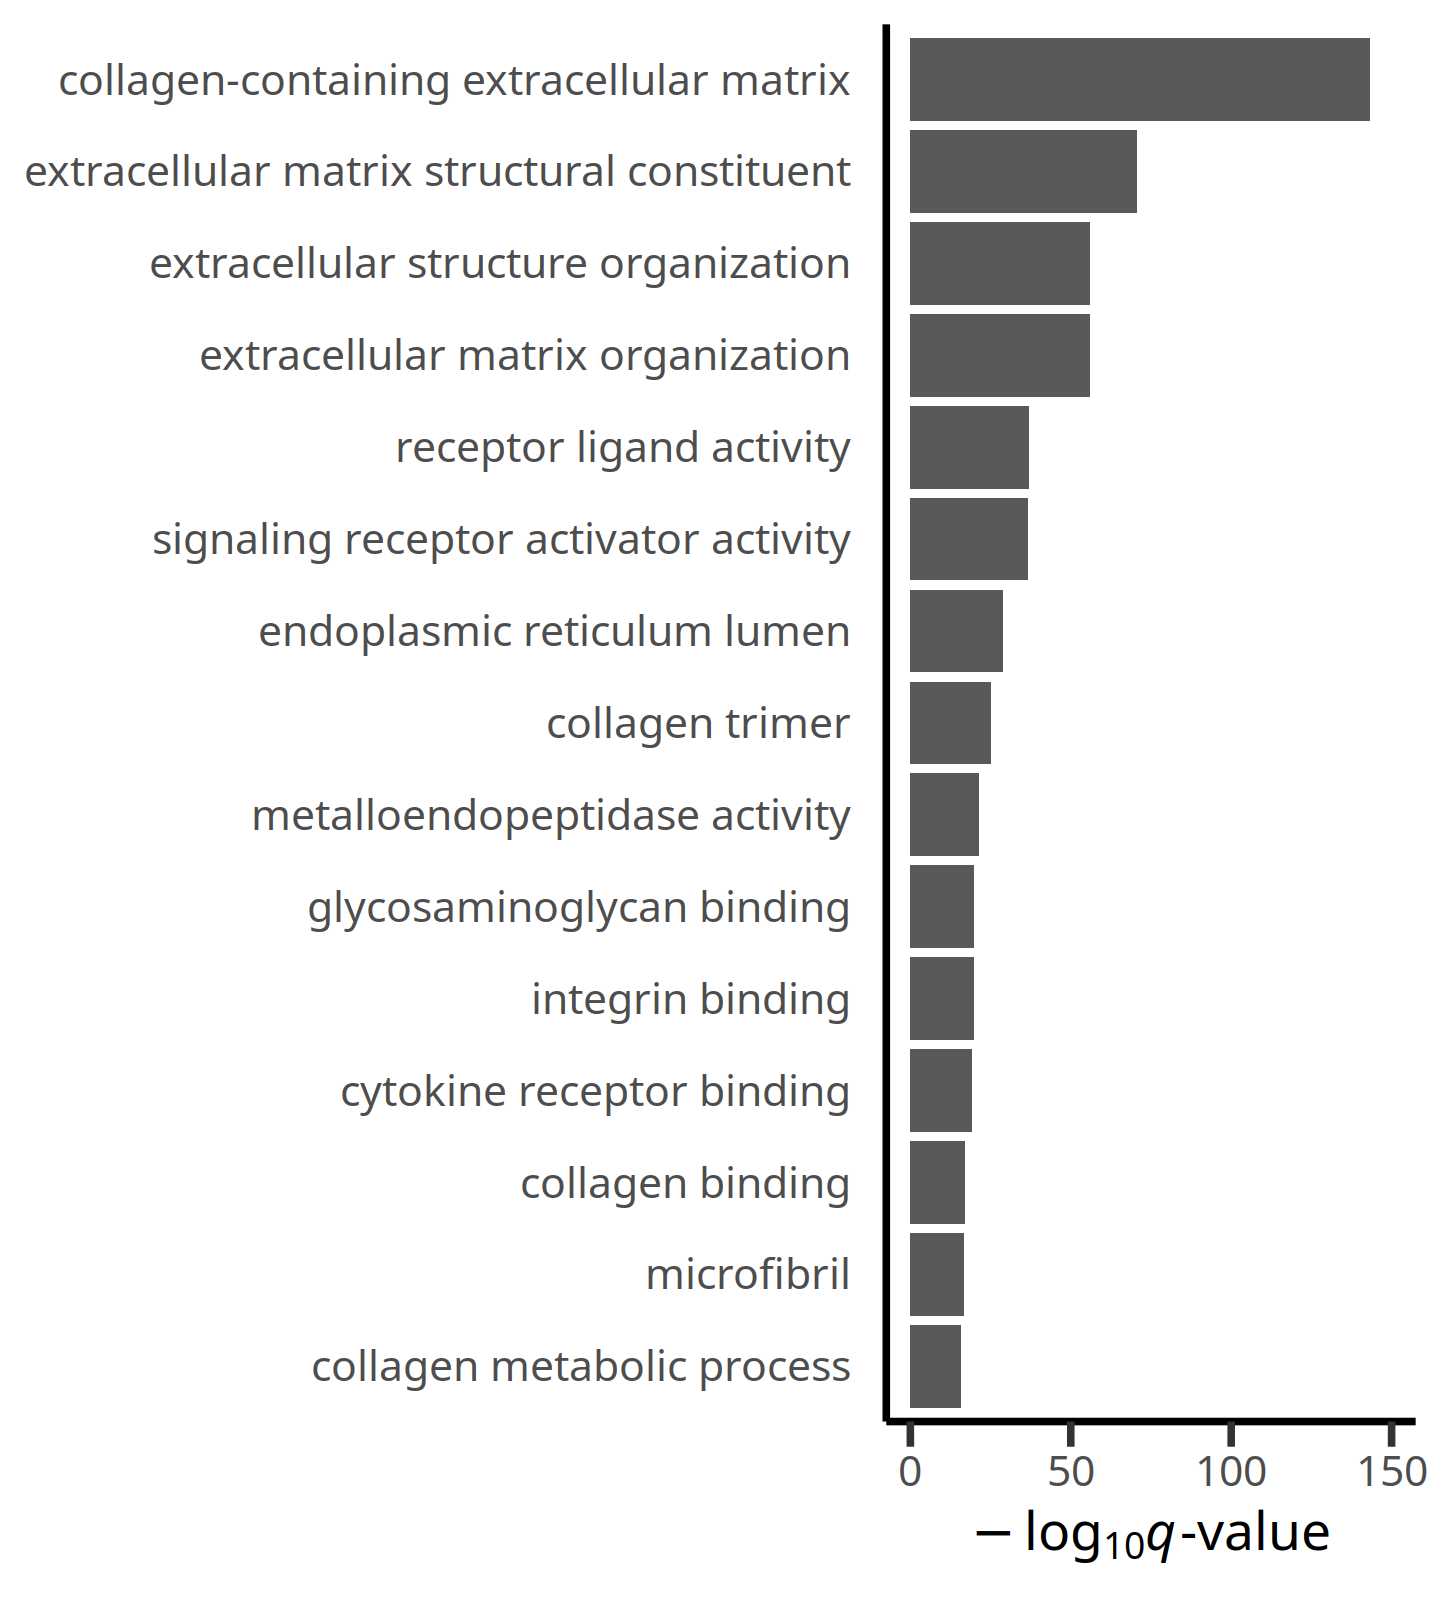 collagen-containing extracellular matrix
extracellular matrix structural constituent
extracellular structure organization
extracellular matrix organization
receptor ligand activity
signaling receptor activator activity
endoplasmic reticulum lumen
collagen trimer
metalloendopeptidase activity
glycosaminoglycan binding
integrin binding
cytokine receptor binding
collagen binding
microfibril
collagen metabolic process
0 50 100 150
− log₁₀q-value